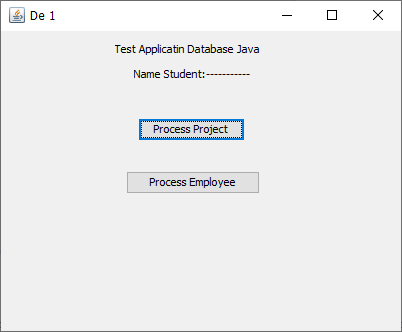 De 1
Test Applicatin Database Java
Name Student:-----------
Process Project
Process Employee